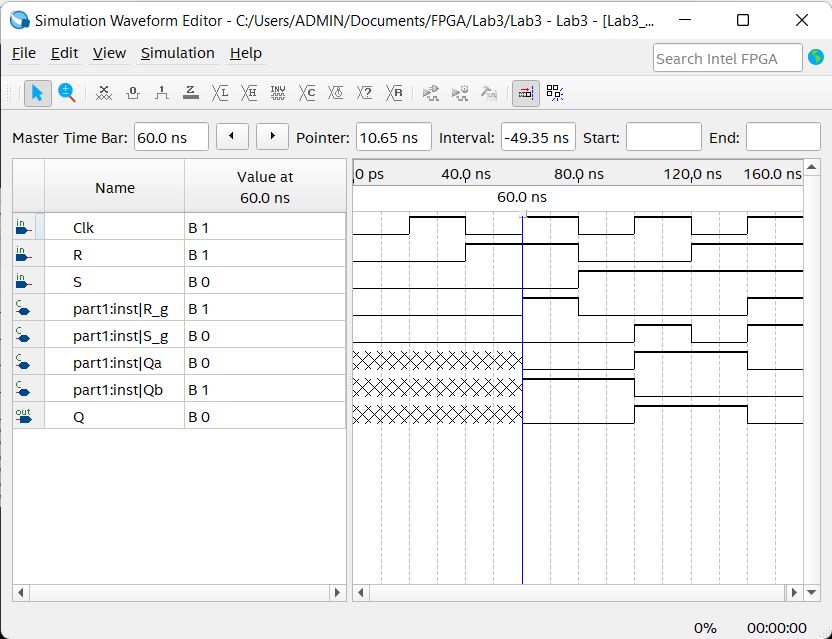 Simulation Waveform Editor - C:/Users/ADMIN/Documents/FPGA/Lab3/Lab3 - Lab3 - [Lab3_...
File Edit View Simulation Help
Search Intel FPGA
Master Time Bar: 60.0 ns Pointer: 10.65 ns Interval: -49.35 ns Start: End:
Name Value at 60.0 ns
0 ps 40.0 ns 80.0 ns 120.0 ns 160.0 ns
60.0 ns
in Clk B 1
in R B 1
in S B 0
C part1:inst|R_g B 1
C part1:inst|S_g B 0
C part1:inst|Qa B 0
C part1:inst|Qb B 1
out Q B 0
0% 00:00:00